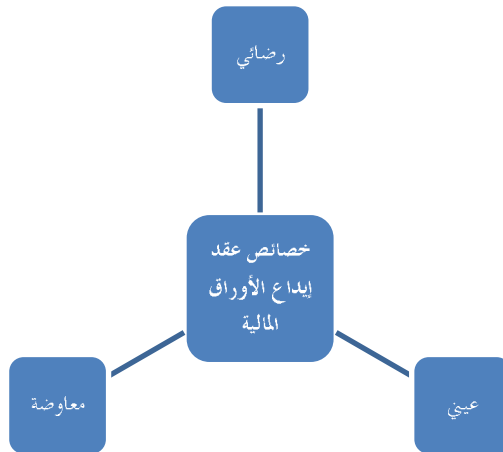 رضائي
خصائص عقد
إيداع الأوراق
المالية
معاوضة
عيني